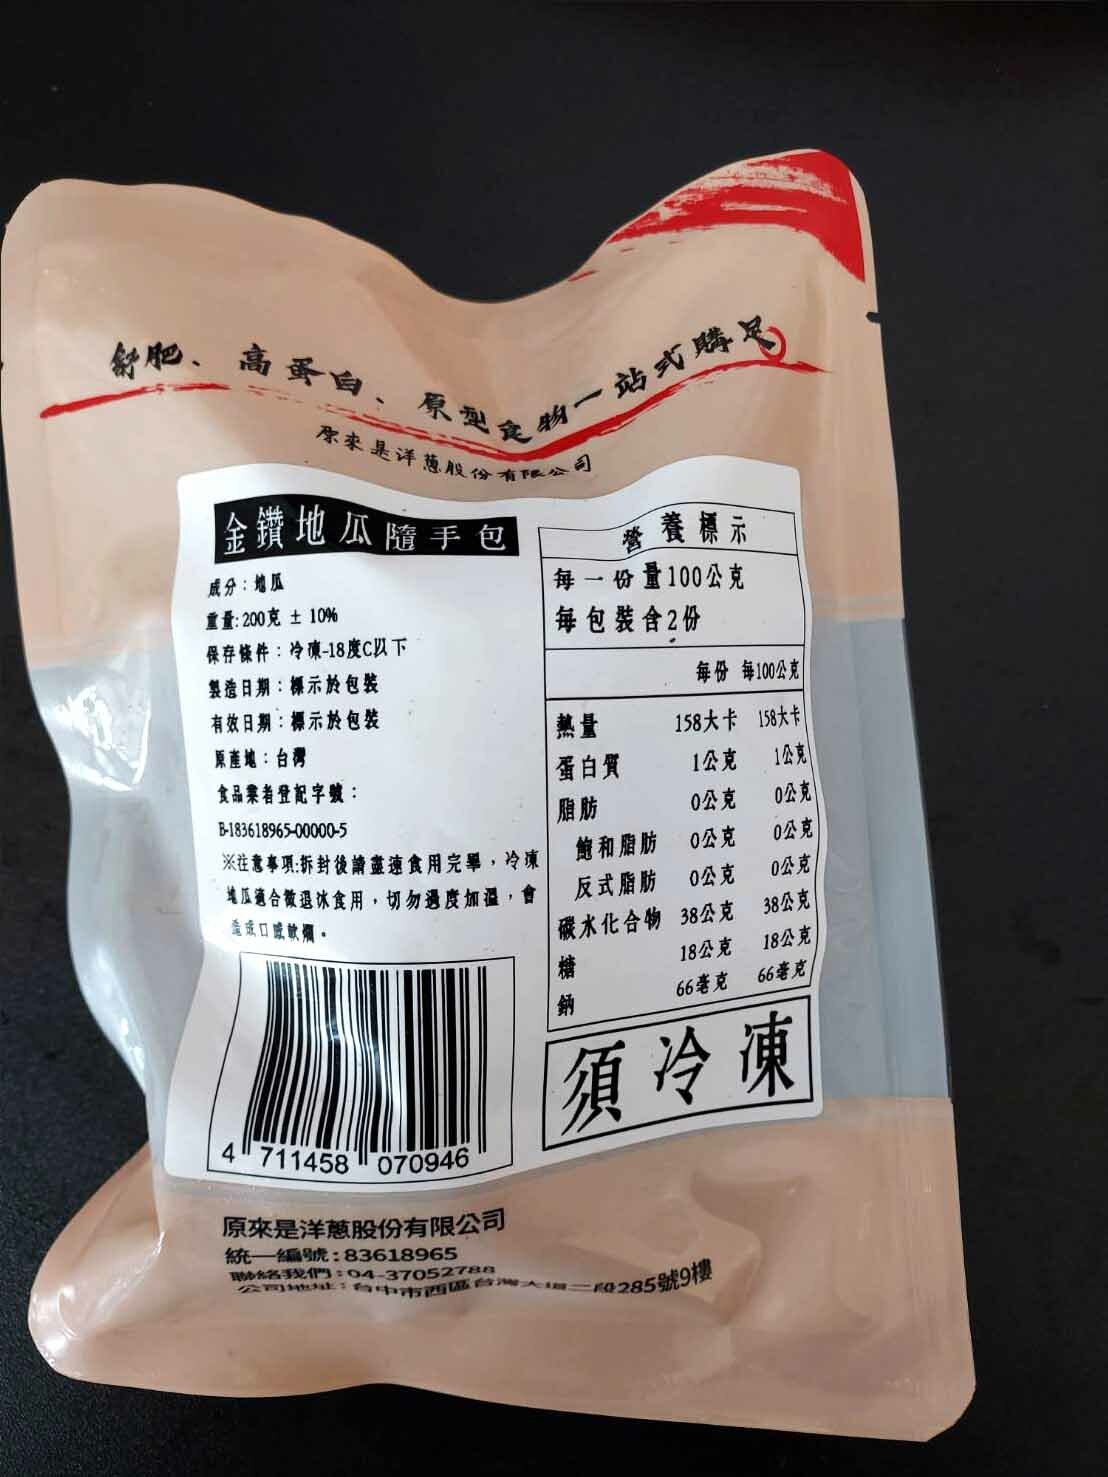 舒肥、高蛋白、原型食物一站式購足
原來是洋蔥股份有限公司
金鑽地瓜隨手包
成分：地瓜
重量:200克 ± 10%
保存條件：冷凍-18度C以下
製造日期：標示於包裝
有效日期：標示於包裝
原產地：台灣
食品業者登記字號：
B-183618965-00000-5
※注意事項:拆封後請盡速食用完畢，冷凍
地瓜適合微退冰食用，切勿過度加溫，會
造成口感軟爛。
4 711458 070946
營養標示
每一份量100公克
每包裝含2份
每份 每100公克
熱量 158大卡 158大卡
蛋白質 1公克 1公克
脂肪 0公克 0公克
飽和脂肪 0公克 0公克
反式脂肪 0公克 0公克
碳水化合物 38公克 38公克
糖 18公克 18公克
鈉 66毫克 66毫克
須冷凍
原來是洋蔥股份有限公司
統一編號:83618965
聯絡我們:04-37052788
公司地址:台中市西區台灣大道二段285號9樓